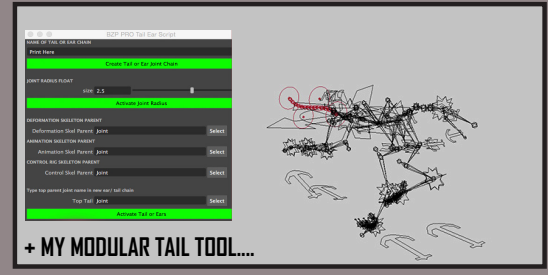 BZP PRO Tail Ear Script
NAME OF TAIL OR EAR CHAIN
Print Here
Create Tail or Ear Joint Chain
JOINT RADIUS FLOAT
size 2.5
Activate Joint Radius
DEFORMATION SKELETON PARENT
Deformation Skel Parent Joint Select
ANIMATION SKELETON PARENT
Animation Skel Parent Joint Select
CONTROL RIG SKELETON PARENT
Control Skel Parent Joint Select
Type top parent joint name in new ear/ tail chain
Top Tail Joint Select
Activate Tail or Ears
+ MY MODULAR TAIL TOOL....